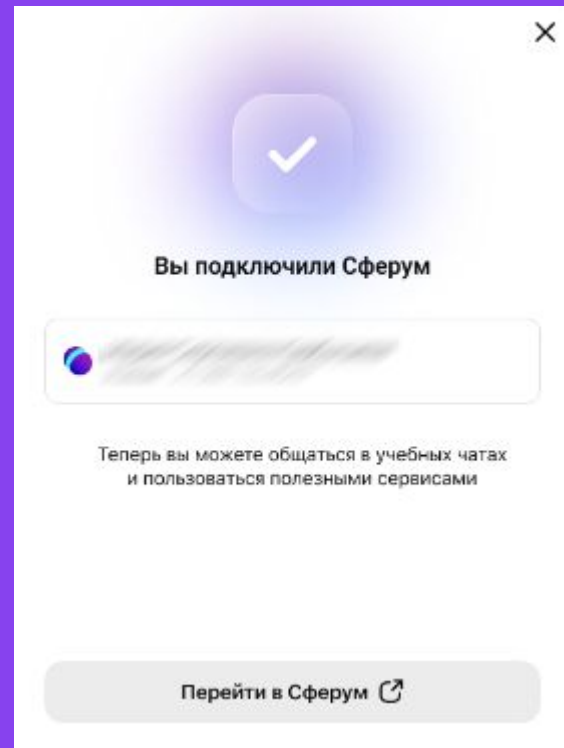 Вы подключили Сферум
Теперь вы можете общаться в учебных чатах
и пользоваться полезными сервисами
Перейти в Сферум